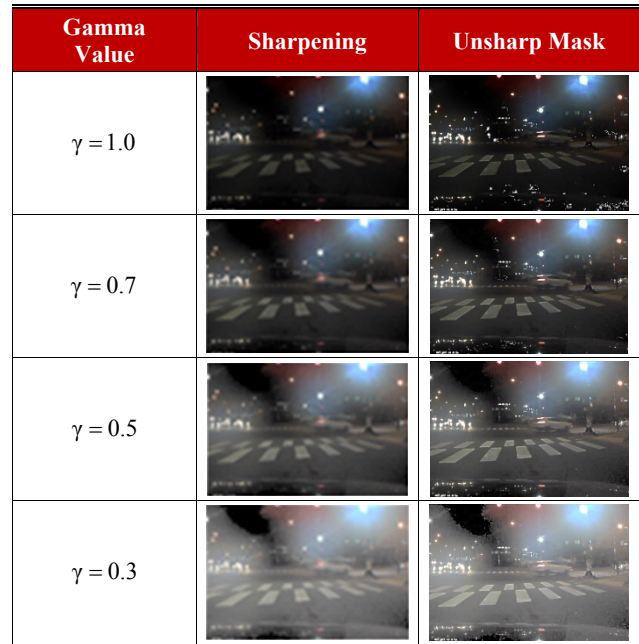 Gamma
Value
Sharpening
Unsharp Mask
γ = 1.0
γ = 0.7
γ = 0.5
γ = 0.3